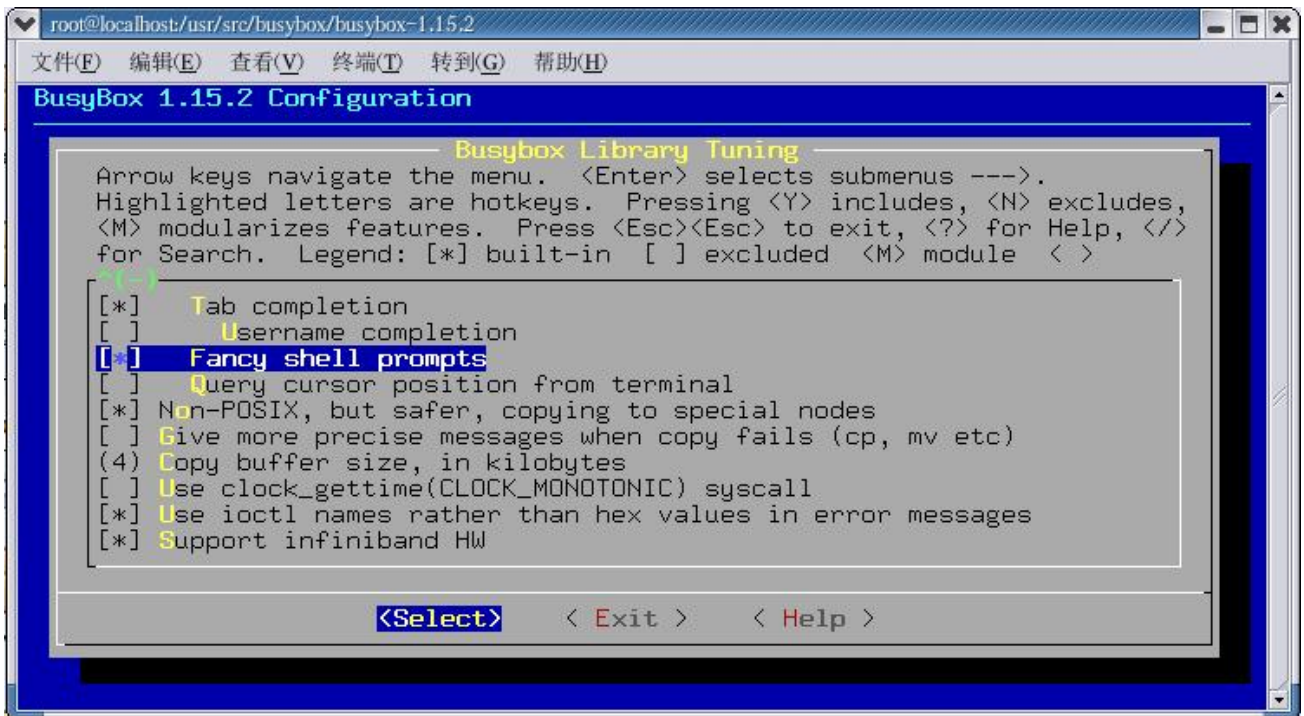 root@localhost:/usr/src/busybox/busybox-1.15.2
文件(F) 编辑(E) 查看(V) 终端(T) 转到(G) 帮助(H)
BusyBox 1.15.2 Configuration
Busybox Library Tuning
Arrow keys navigate the menu.  <Enter> selects submenus --->.
Highlighted letters are hotkeys.  Pressing <Y> includes, <N> excludes,
<M> modularizes features.  Press <Esc><Esc> to exit, <?> for Help, </>
for Search.  Legend: [*] built-in  [ ] excluded  <M> module  < >
^(-)
[*]   Tab completion
[ ]     Username completion
[*]   Fancy shell prompts
[ ]   Query cursor position from terminal
[*] Non-POSIX, but safer, copying to special nodes
[ ] Give more precise messages when copy fails (cp, mv etc)
(4) Copy buffer size, in kilobytes
[ ] Use clock_gettime(CLOCK_MONOTONIC) syscall
[*] Use ioctl names rather than hex values in error messages
[*] Support infiniband HW
<Select>    < Exit >    < Help >